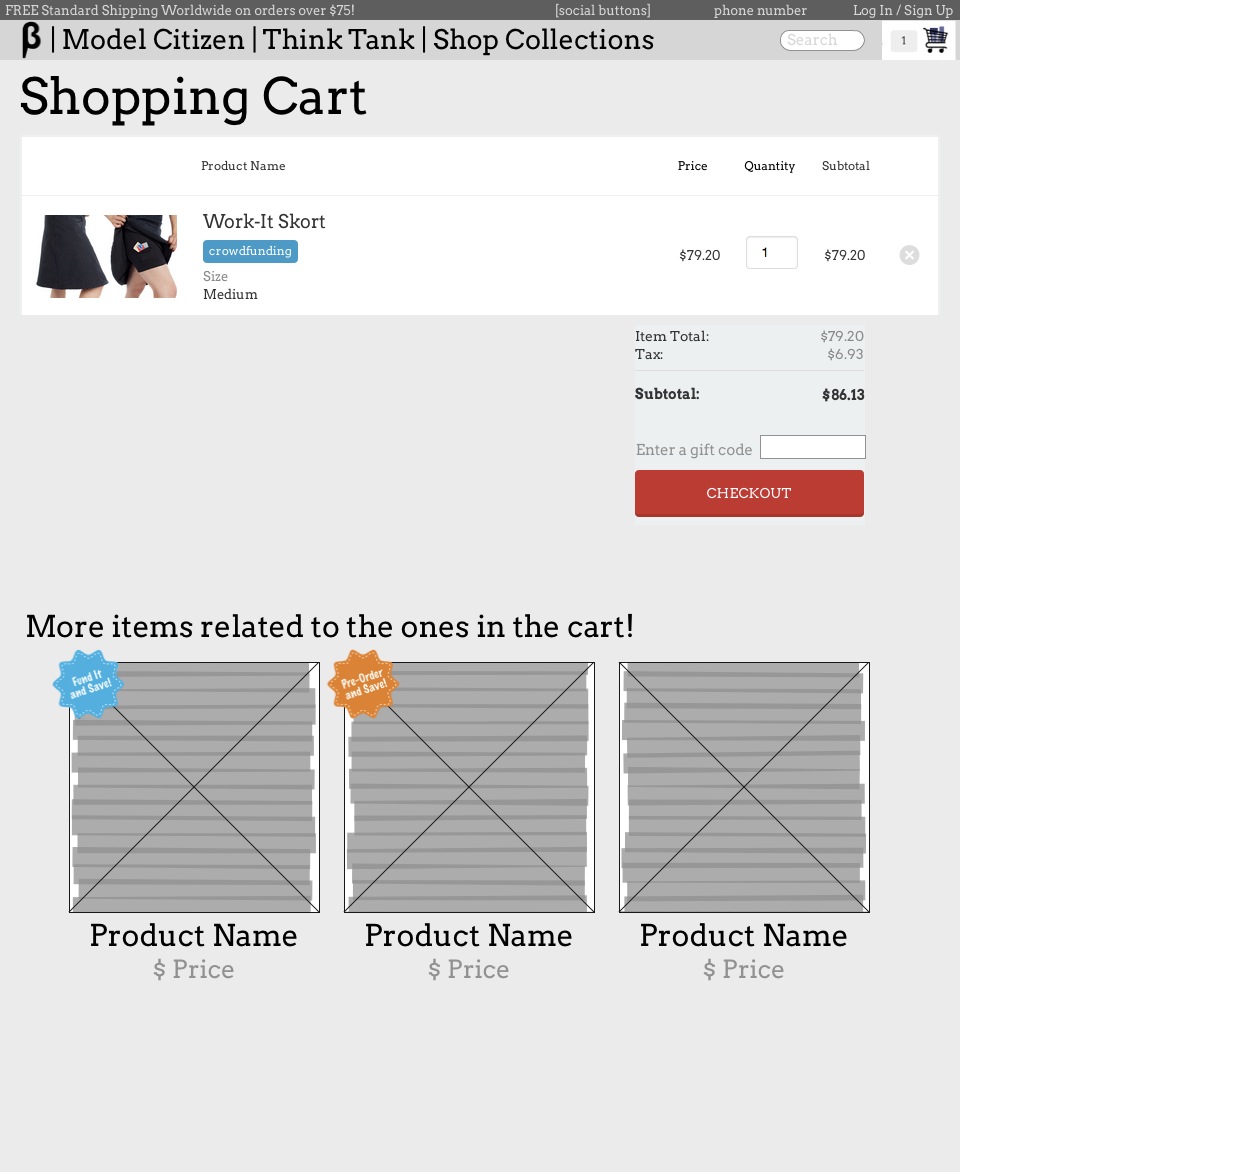 FREE Standard Shipping Worldwide on orders over $75! [social buttons] phone number Log In / Sign Up
β | Model Citizen | Think Tank | Shop Collections Search 1
Shopping Cart
Product Name Price Quantity Subtotal
Work-It Skort
crowdfunding
Size
Medium
$79.20 1 $79.20
Item Total: $79.20
Tax: $6.93
Subtotal: $86.13
Enter a gift code
CHECKOUT
More items related to the ones in the cart!
Fund It
and Save!
Pre-Order
and Save!
Product Name Product Name Product Name
$ Price $ Price $ Price